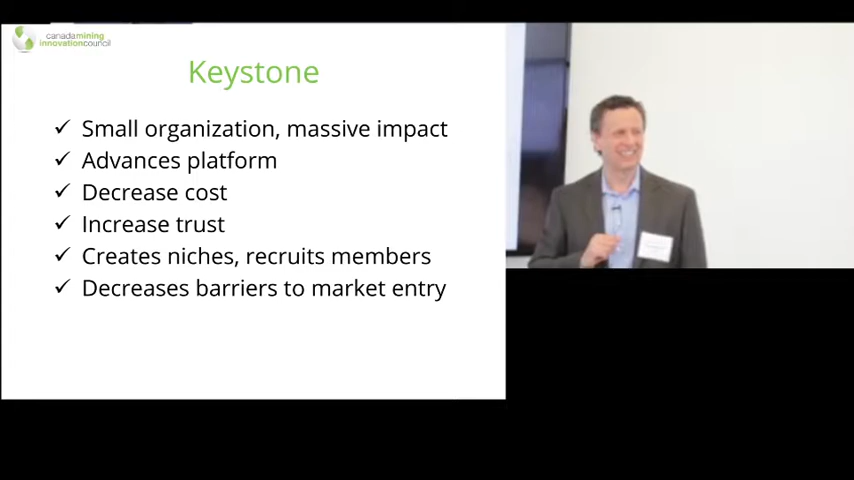 canadamining
innovationcouncil
Keystone
✓ Small organization, massive impact
✓ Advances platform
✓ Decrease cost
✓ Increase trust
✓ Creates niches, recruits members
✓ Decreases barriers to market entry